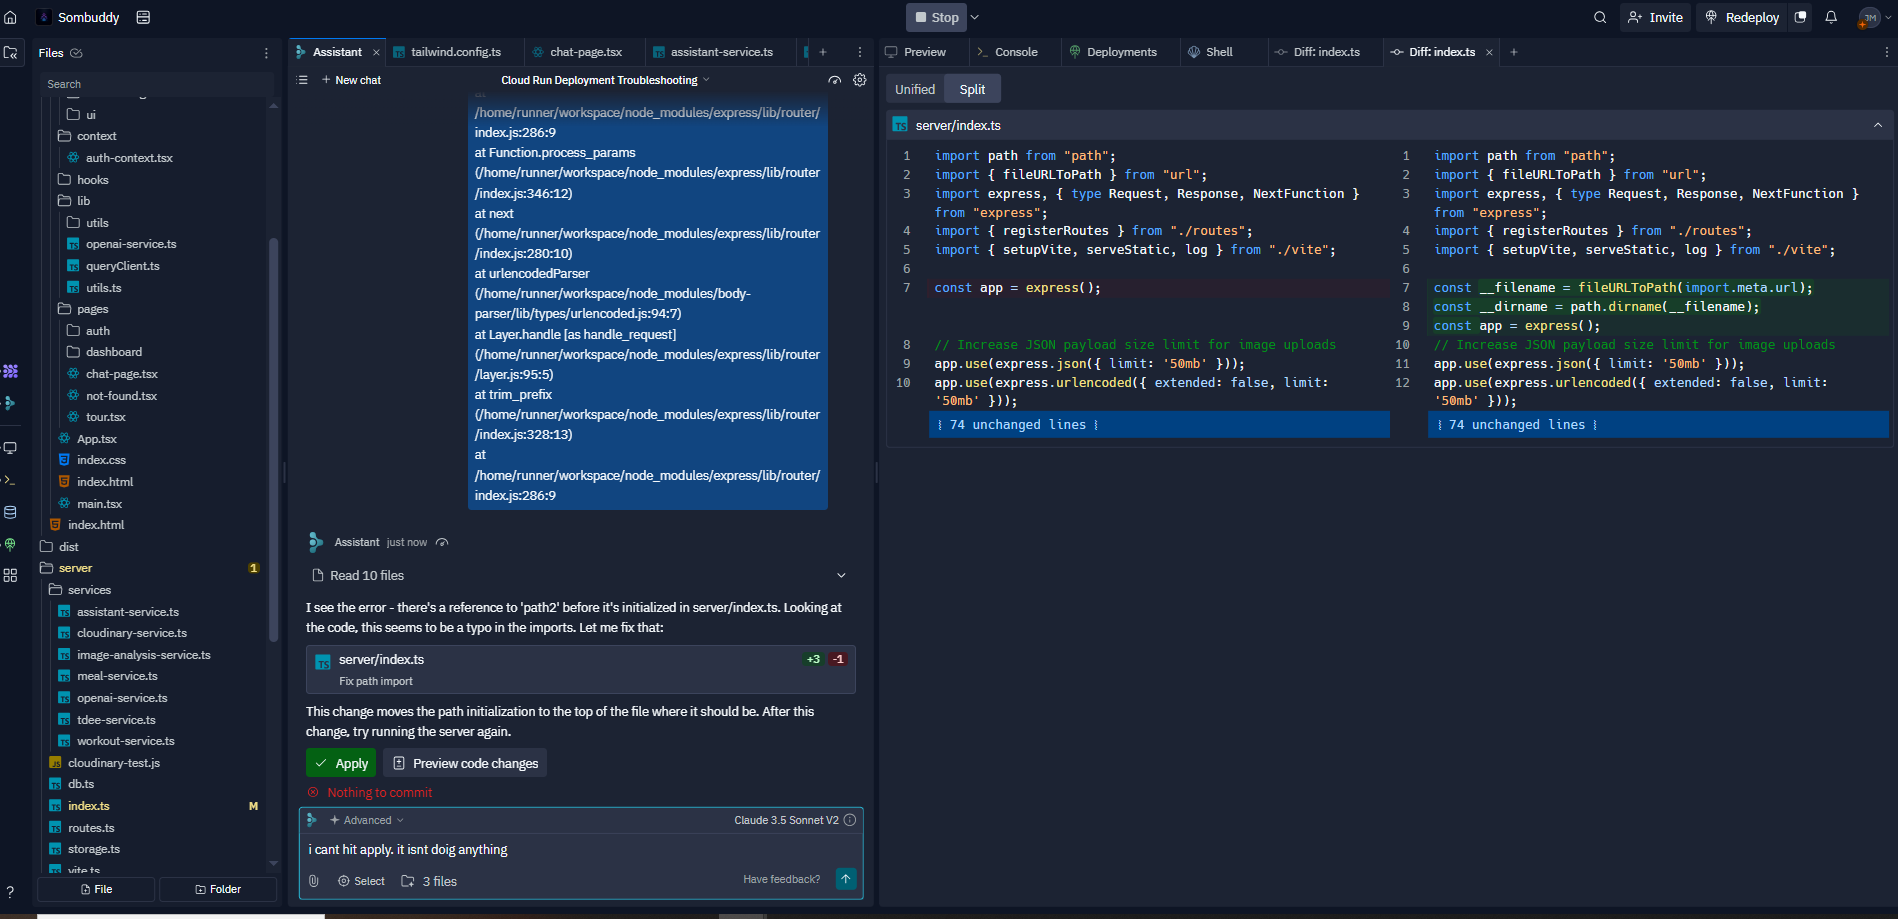 Sombuddy
Stop
Invite
Redeploy
JM
Files
Search
ui
context
auth-context.tsx
hooks
lib
utils
openai-service.ts
queryClient.ts
utils.ts
pages
auth
dashboard
chat-page.tsx
not-found.tsx
tour.tsx
App.tsx
index.css
index.html
main.tsx
index.html
dist
server 1
services
assistant-service.ts
cloudinary-service.ts
image-analysis-service.ts
meal-service.ts
openai-service.ts
tdee-service.ts
workout-service.ts
cloudinary-test.js
db.ts
index.ts M
routes.ts
storage.ts
vite.ts
File
Folder
Assistant
tailwind.config.ts
chat-page.tsx
assistant-service.ts
New chat
Cloud Run Deployment Troubleshooting
at
/home/runner/workspace/node_modules/express/lib/router/
index.js:286:9
at Function.process_params
(/home/runner/workspace/node_modules/express/lib/router
/index.js:346:12)
at next
(/home/runner/workspace/node_modules/express/lib/router
/index.js:280:10)
at urlencodedParser
(/home/runner/workspace/node_modules/body-
parser/lib/types/urlencoded.js:94:7)
at Layer.handle [as handle_request]
(/home/runner/workspace/node_modules/express/lib/router
/layer.js:95:5)
at trim_prefix
(/home/runner/workspace/node_modules/express/lib/router
/index.js:328:13)
at
/home/runner/workspace/node_modules/express/lib/router/
index.js:286:9
Assistant just now
Read 10 files
I see the error - there's a reference to 'path2' before it's initialized in server/index.ts. Looking at
the code, this seems to be a typo in the imports. Let me fix that:
server/index.ts +3 -1
Fix path import
This change moves the path initialization to the top of the file where it should be. After this
change, try running the server again.
Apply
Preview code changes
Nothing to commit
Advanced
Claude 3.5 Sonnet V2
i cant hit apply. it isnt doig anything
Select
3 files
Have feedback?
Preview
Console
Deployments
Shell
Diff: index.ts
Diff: index.ts
Unified
Split
server/index.ts
1 import path from "path";
2 import { fileURLToPath } from "url";
3 import express, { type Request, Response, NextFunction }
from "express";
4 import { registerRoutes } from "./routes";
5 import { setupVite, serveStatic, log } from "./vite";
6
7 const app = express();
8 // Increase JSON payload size limit for image uploads
9 app.use(express.json({ limit: '50mb' }));
10 app.use(express.urlencoded({ extended: false, limit:
'50mb' }));
74 unchanged lines
1 import path from "path";
2 import { fileURLToPath } from "url";
3 import express, { type Request, Response, NextFunction }
from "express";
4 import { registerRoutes } from "./routes";
5 import { setupVite, serveStatic, log } from "./vite";
6
7 const __filename = fileURLToPath(import.meta.url);
8 const __dirname = path.dirname(__filename);
9 const app = express();
10 // Increase JSON payload size limit for image uploads
11 app.use(express.json({ limit: '50mb' }));
12 app.use(express.urlencoded({ extended: false, limit:
'50mb' }));
74 unchanged lines